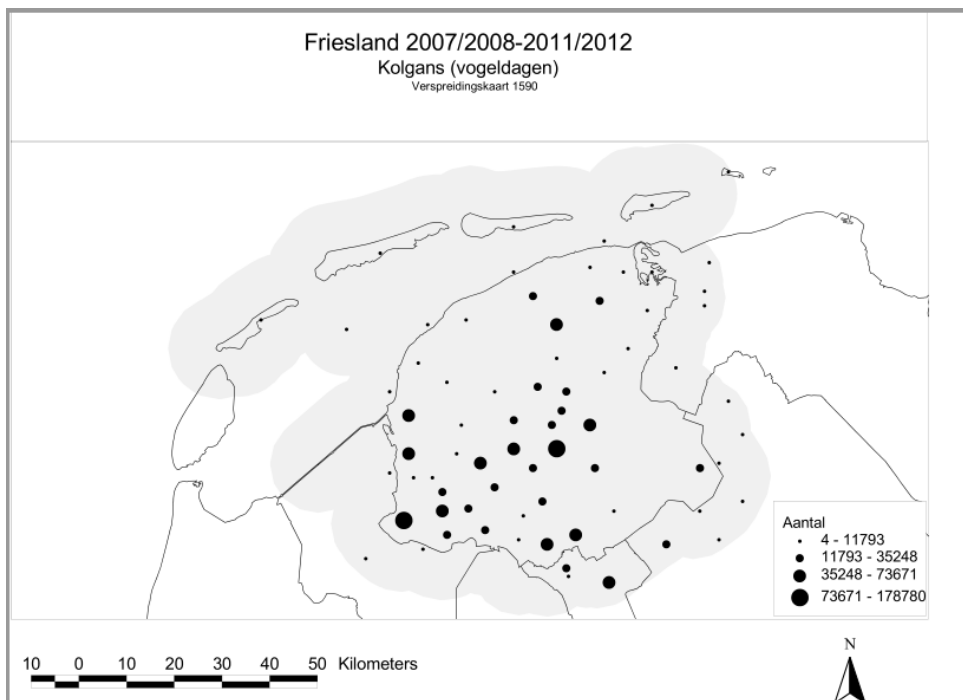 Friesland 2007/2008-2011/2012
Kolgans (vogeldagen)
Verspreidingskaart 1590
Aantal
4 - 11793
11793 - 35248
35248 - 73671
73671 - 178780
10 0 10 20 30 40 50 Kilometers
N